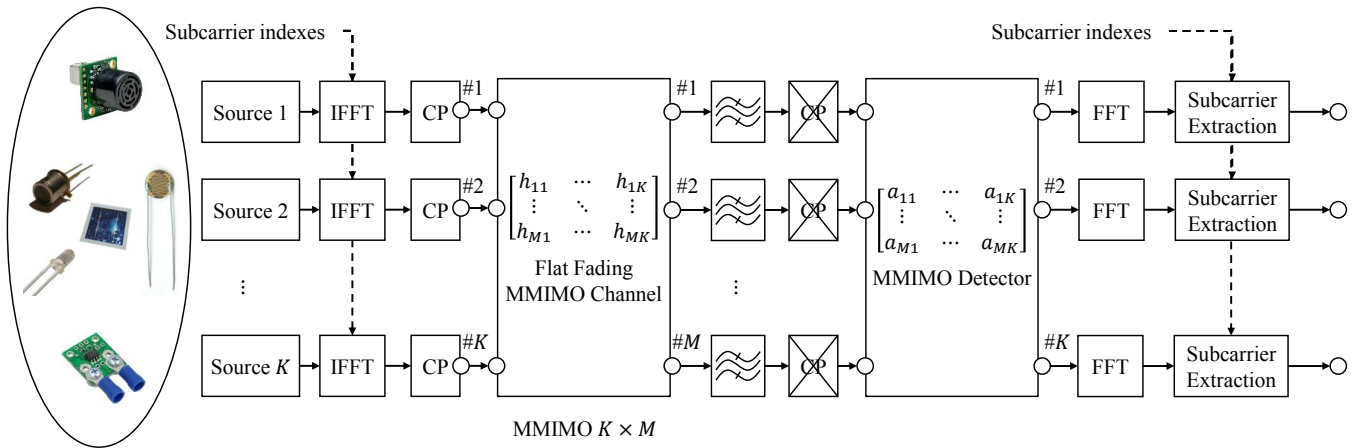 Subcarrier indexes
Subcarrier indexes
Source 1
IFFT
CP
#1
#1
CP
#1
FFT
Subcarrier
Extraction
Source 2
IFFT
CP
#2
#2
CP
#2
FFT
Subcarrier
Extraction
h₁₁ ⋯ h₁K
⋮ ⋱ ⋮
hM1 ⋯ hMK
Flat Fading
MMIMO Channel
a₁₁ ⋯ a₁K
⋮ ⋱ ⋮
aM1 ⋯ aMK
MMIMO Detector
⋮
⋮
Source K
IFFT
CP
#K
#M
CP
#K
FFT
Subcarrier
Extraction
MMIMO K × M